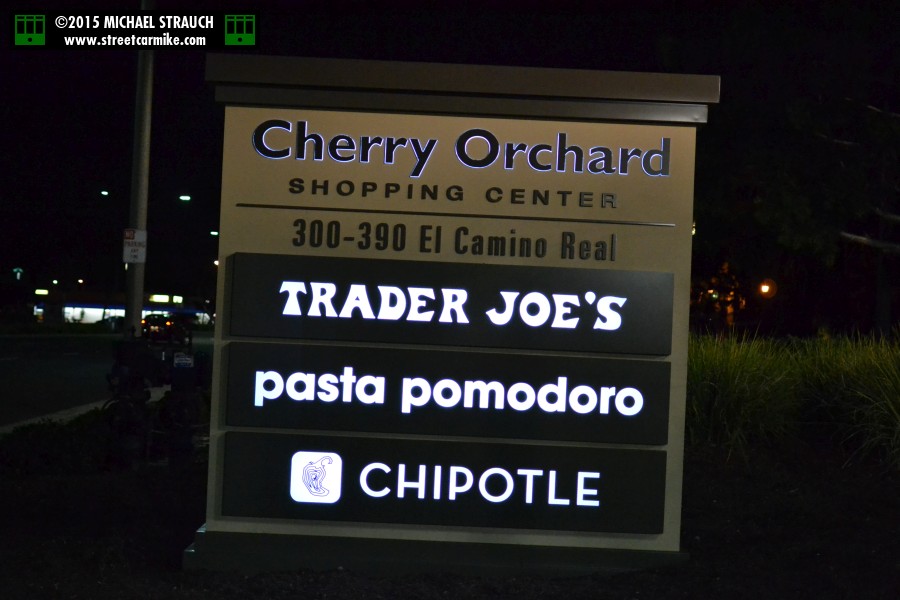 ©2015 MICHAEL STRAUCH
www.streetcarmike.com
Cherry Orchard
SHOPPING CENTER
300-390 El Camino Real
TRADER JOE'S
pasta pomodoro
CHIPOTLE